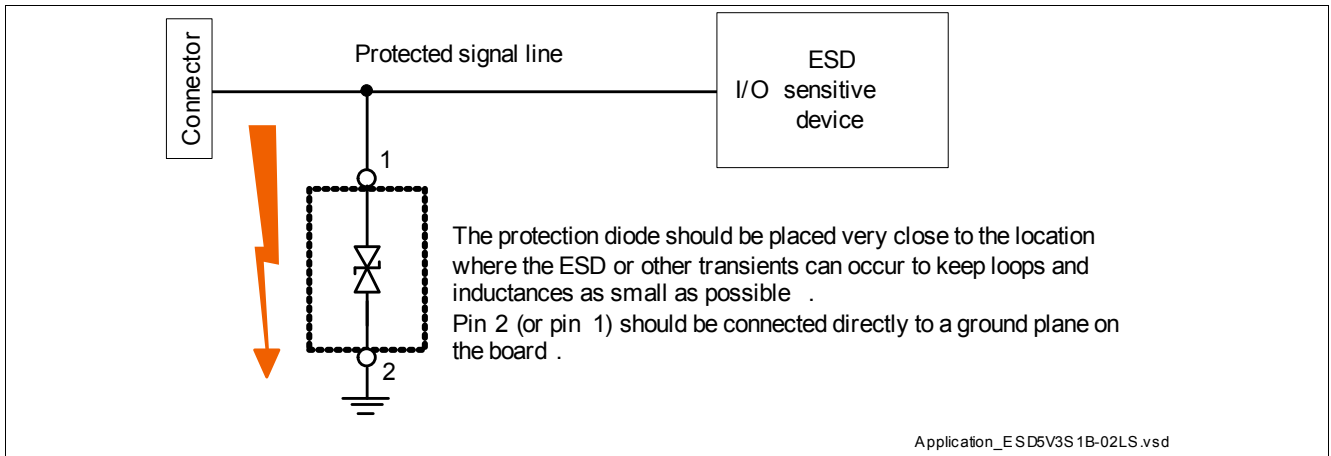 Connector
Protected signal line
ESD
I/O sensitive
device
1
The protection diode should be placed very close to the location
where the ESD or other transients can occur to keep loops and
inductances as small as possible .
Pin 2 (or pin 1) should be connected directly to a ground plane on
the board .
2
Application_ESD5V3S1B-02LS.vsd